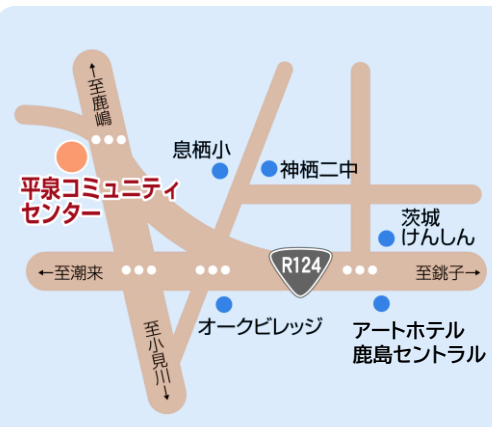 ←至鹿嶋
息栖小
神栖二中
平泉コミュニティ
センター
茨城
けんしん
←至潮来
R124
至銚子→
至小見川→
オークビレッジ
アートホテル
鹿島セントラル